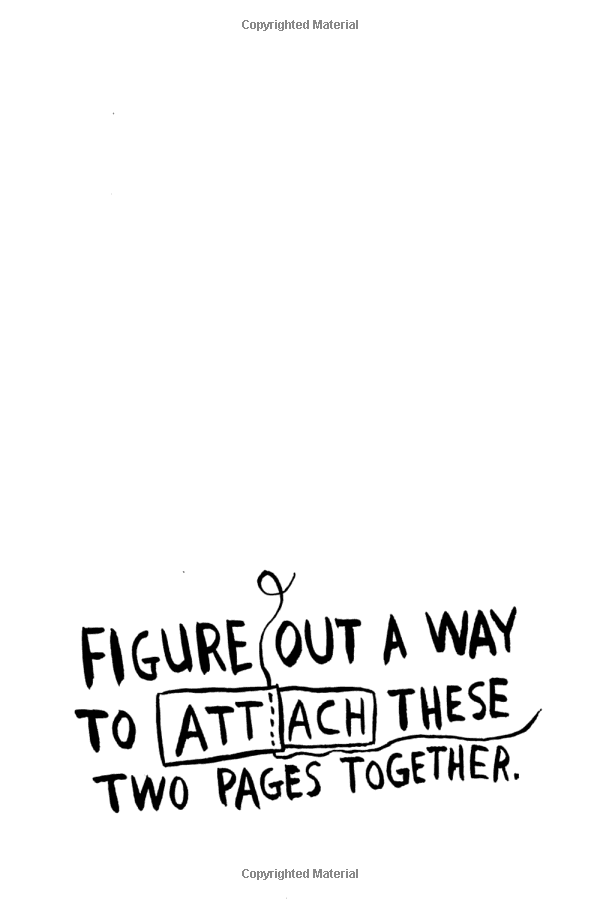 Copyrighted Material
FIGURE OUT A WAY
TO ATTACH THESE
TWO PAGES TOGETHER.
Copyrighted Material